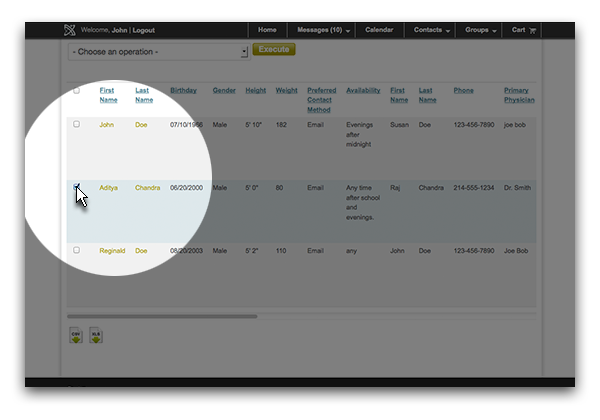 Welcome, John | Logout Home Messages (10) Calendar Contacts Groups Cart
- Choose an operation - Execute
First Name Last Name Birthday Gender Height Weight Preferred Contact Method Availability First Name Last Name Phone Primary Physician
John Doe 07/10/1966 Male 5' 10" 182 Email Evenings after midnight Susan Doe 123-456-7890 joe bob
Aditya Chandra 06/20/2000 Male 5' 0" 80 Email Any time after school and evenings. Raj Chandra 214-555-1234 Dr. Smith
Reginald Doe 08/20/2003 Male 5' 2" 110 Email any John Doe 123-456-7890 Joe Bob
CSV XLS